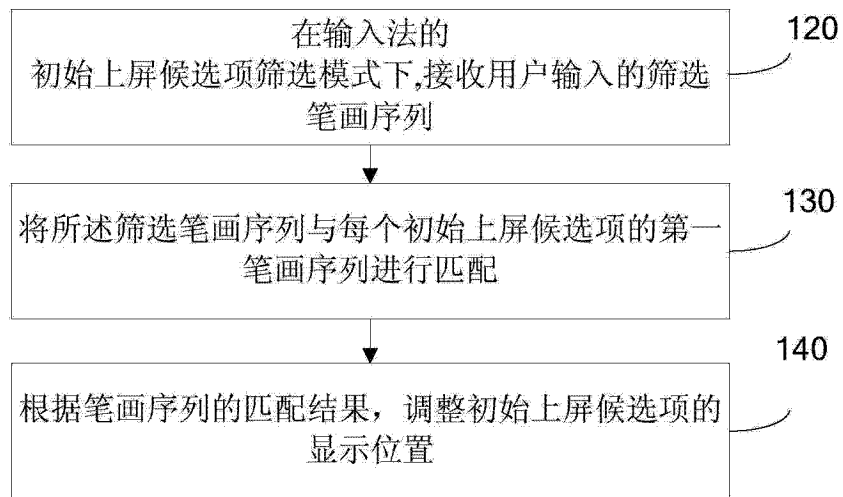 在输入法的
120
初始上屏候选项筛选模式下,接收用户输入的筛选
笔画序列
将所述筛选笔画序列与每个初始上屏候选项的第一
130
笔画序列进行匹配
140
根据笔画序列的匹配结果，调整初始上屏候选项的
显示位置